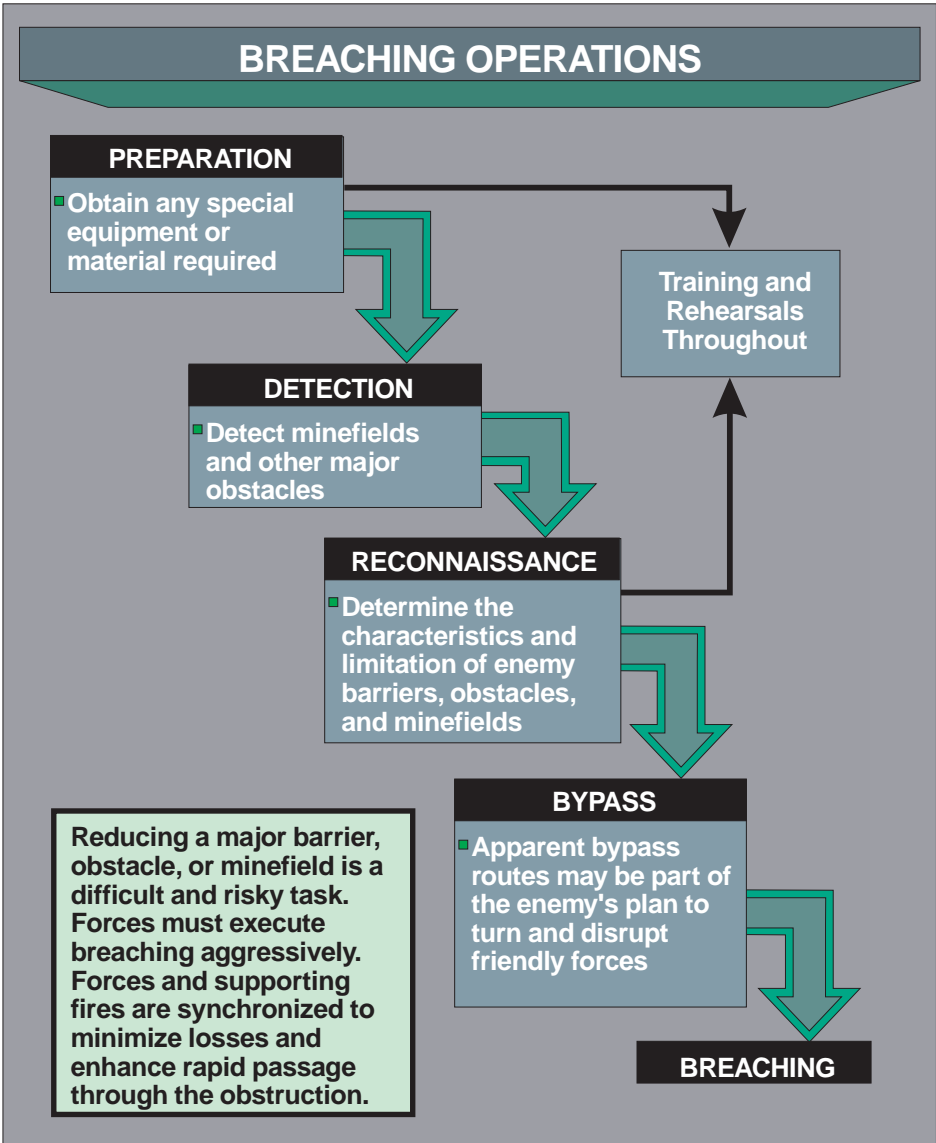 BREACHING OPERATIONS
PREPARATION
Obtain any special
equipment or
material required
Training and
Rehearsals
Throughout
DETECTION
Detect minefields
and other major
obstacles
RECONNAISSANCE
Determine the
characteristics and
limitation of enemy
barriers, obstacles,
and minefields
BYPASS
Apparent bypass
routes may be part of
the enemy's plan to
turn and disrupt
friendly forces
BREACHING
Reducing a major barrier,
obstacle, or minefield is a
difficult and risky task.
Forces must execute
breaching aggressively.
Forces and supporting
fires are synchronized to
minimize losses and
enhance rapid passage
through the obstruction.